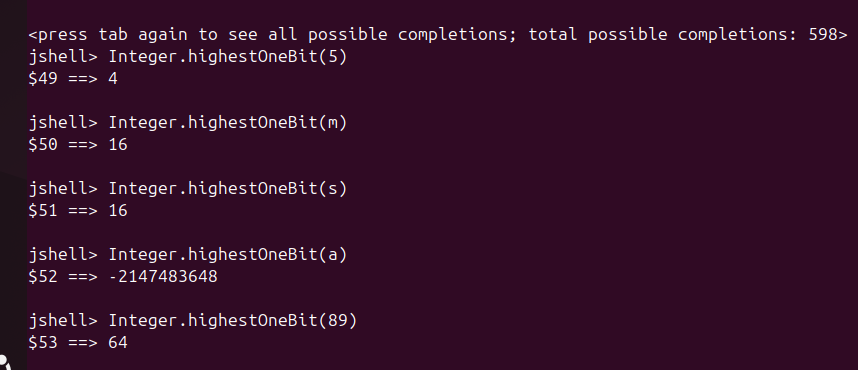 <press tab again to see all possible completions; total possible completions: 598>
jshell> Integer.highestOneBit(5)
$49 ==> 4
jshell> Integer.highestOneBit(m)
$50 ==> 16
jshell> Integer.highestOneBit(s)
$51 ==> 16
jshell> Integer.highestOneBit(a)
$52 ==> -2147483648
jshell> Integer.highestOneBit(89)
$53 ==> 64